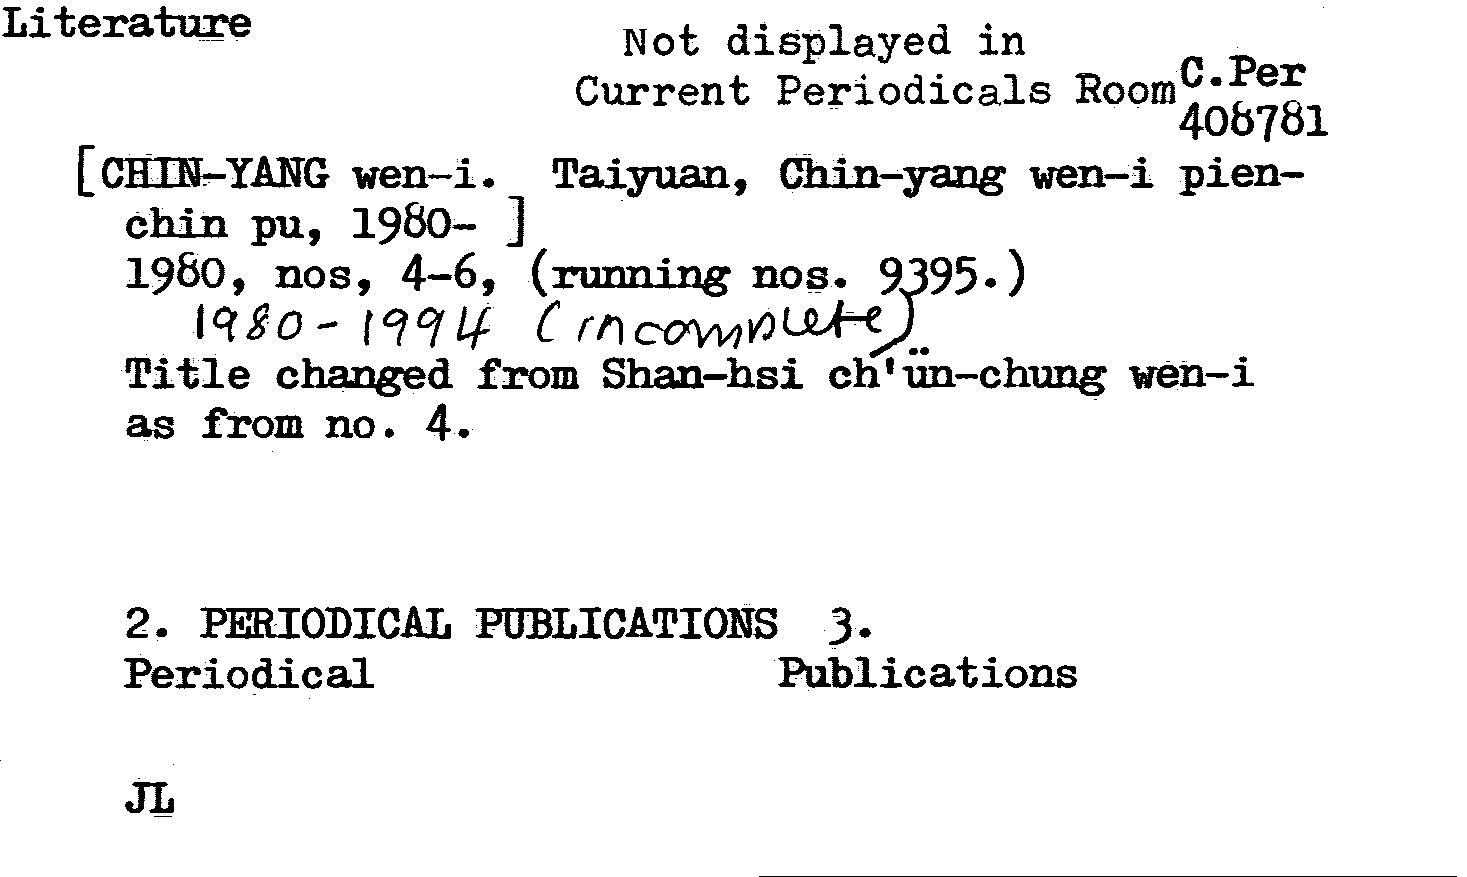 Literature
Not displayed in
Current Periodicals Room
C.Per
408781
[CHIN-YANG wen-i. Taiyuan, Chin-yang wen-i pien-
chin pu, 1980- ]
1980, nos, 4-6, (running nos. 9395.)
1980-1994 (incomplete)
Title changed from Shan-hsi ch'ün-chung wen-i
as from no. 4.
2. PERIODICAL PUBLICATIONS 3.
Periodical Publications
JL